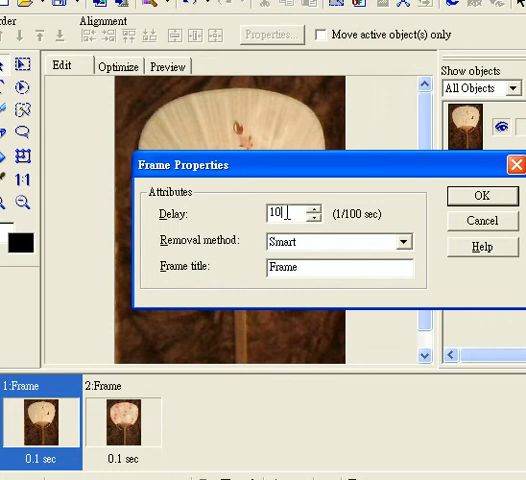 rder
Alignment
Properties...
Move active object(s) only
Edit
Optimize
Preview
Show objects
All Objects
Frame Properties
Attributes
Delay:
10
(1/100 sec)
Removal method:
Smart
Frame title:
Frame
OK
Cancel
Help
1:1
1:Frame
2:Frame
0.1 sec
0.1 sec